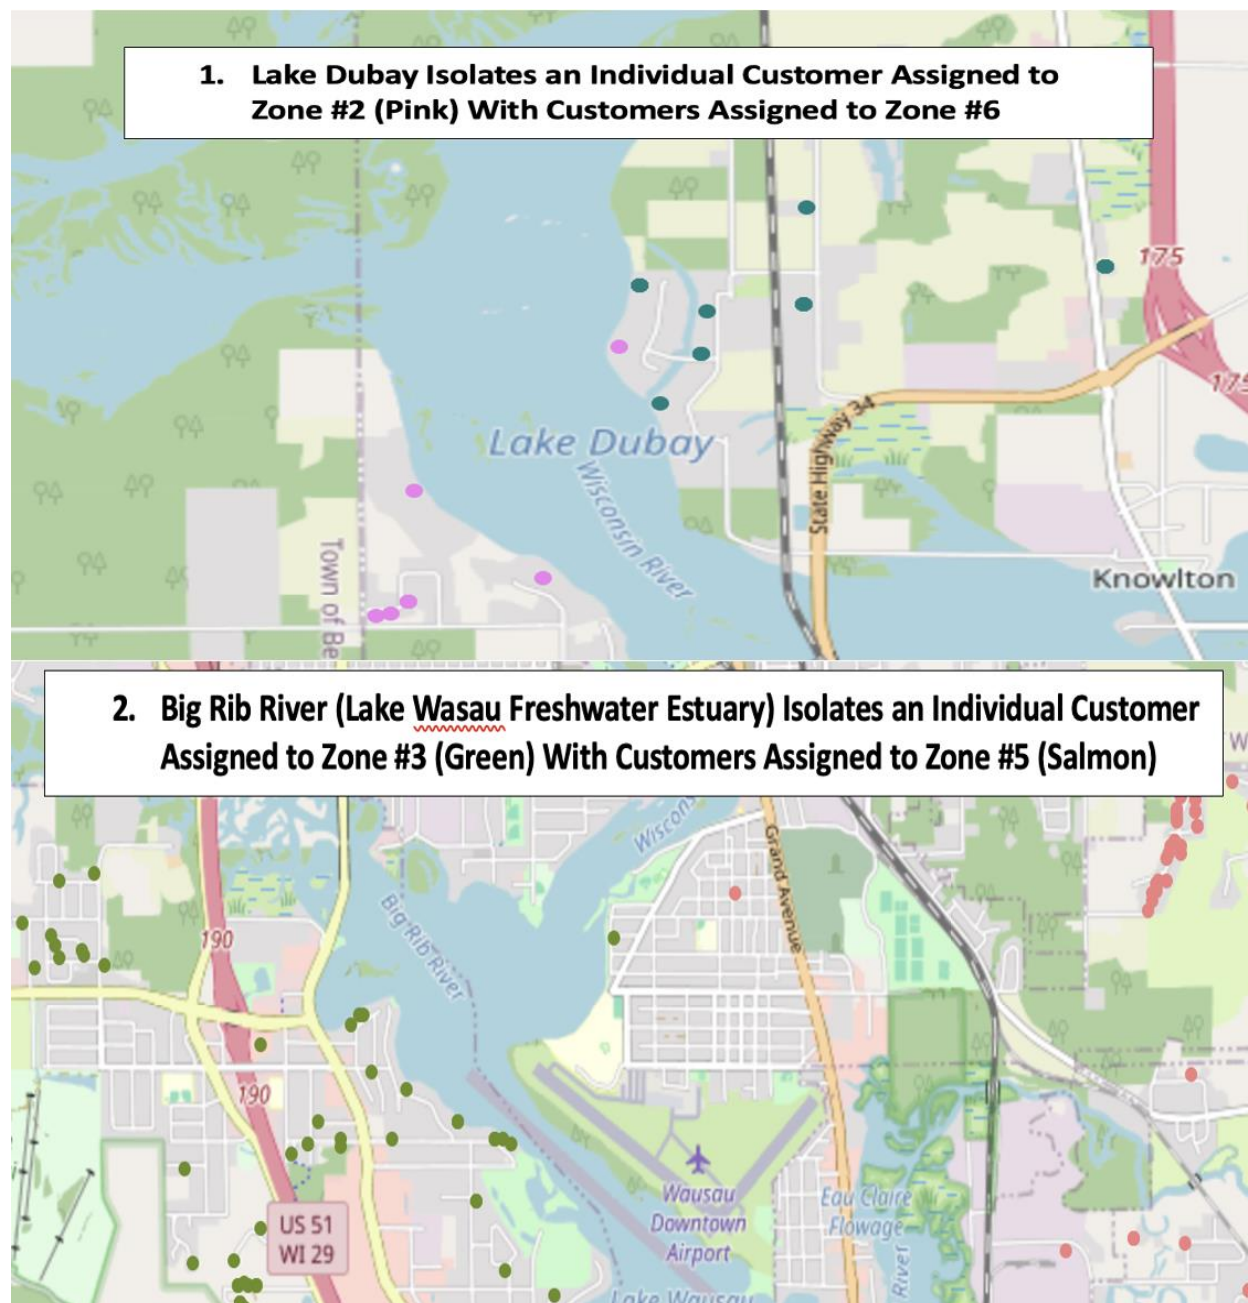 1. Lake Dubay Isolates an Individual Customer Assigned to
Zone #2 (Pink) With Customers Assigned to Zone #6
175
175
Lake Dubay
State Highway 34
Wisconsin River
Town of Be
Knowlton
2. Big Rib River (Lake Wasau Freshwater Estuary) Isolates an Individual Customer
Assigned to Zone #3 (Green) With Customers Assigned to Zone #5 (Salmon)
W
Wiscons
Grand Avenue
Big Rib River
190
190
Wausau
Downtown
Airport
Eau Claire
Flowage
River
US 51
WI 29
Lake Wausau